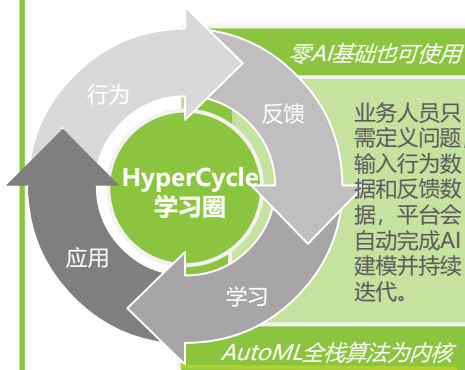 零AI基础也可使用
行为
反馈
HyperCycle
学习圈
应用
学习
业务人员只
需定义问题，
输入行为数
据和反馈数
据，平台会
自动完成AI
建模并持续
迭代。
AutoML全栈算法为内核